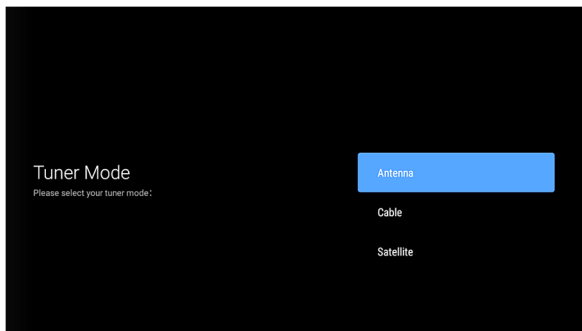 Tuner Mode
Please select your tuner mode:
Antenna
Cable
Satellite